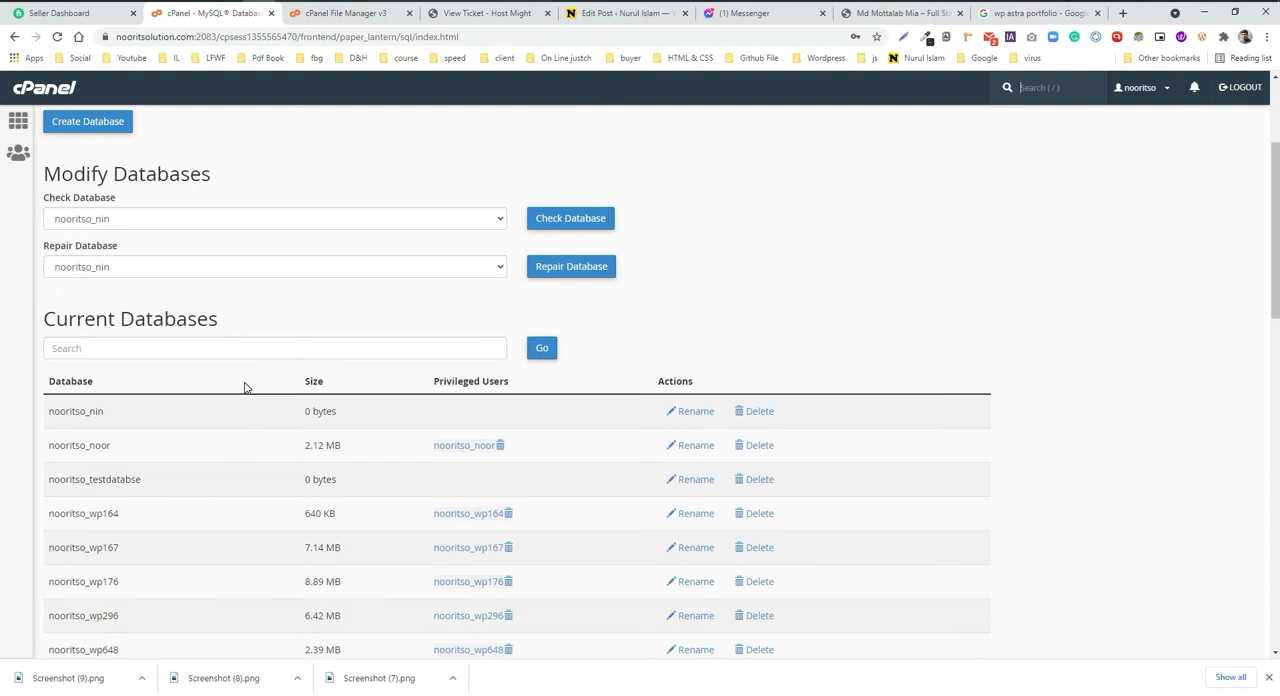 Seller Dashboard
cPanel - MySQL® Databas
cPanel File Manager v3
View Ticket - Host Might
Edit Post ‹ Nurul Islam — W
(1) Messenger
Md Mottalab Mia – Full St
wp astra portfolio - Googl
nooritsolution.com:2083/cpsess1355565470/frontend/paper_lantern/sql/index.html
Apps
Social
Youtube
IL
LFWF
Pdf Book
fbg
D&H
course
speed
client
On Line justch
buyer
HTML & CSS
Github File
Wordpress
js
Nurul Islam
Google
virus
Other bookmarks
Reading list
cPanel
Search ( / )
nooritso
LOGOUT
Create Database
Modify Databases
Check Database
nooritso_nin
Check Database
Repair Database
nooritso_nin
Repair Database
Current Databases
Search
Go
Database Size Privileged Users Actions
nooritso_nin 0 bytes Rename Delete
nooritso_noor 2.12 MB nooritso_noor Rename Delete
nooritso_testdatabse 0 bytes Rename Delete
nooritso_wp164 640 KB nooritso_wp164 Rename Delete
nooritso_wp167 7.14 MB nooritso_wp167 Rename Delete
nooritso_wp176 8.89 MB nooritso_wp176 Rename Delete
nooritso_wp296 6.42 MB nooritso_wp296 Rename Delete
nooritso_wp648 2.39 MB nooritso_wp648 Rename Delete
Screenshot (9).png
Screenshot (8).png
Screenshot (7).png
Show all